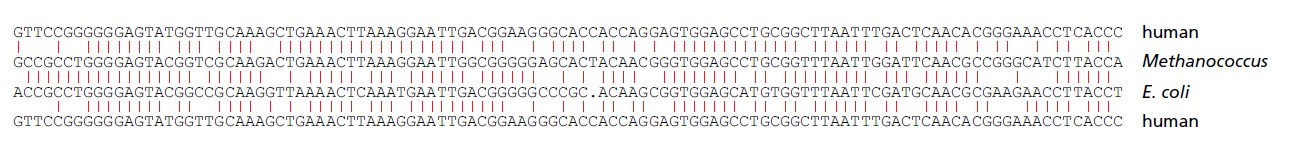 GTTCCGGGGGGAGTATGGTTGCAAAGCTGAAACTTAAAGGAATTGACGGAAGGGCACCACCAGGAGTGGAGCCTGCGGCTTAATTTGACTCAACACGGGAAACCTCACCC human
GCCGCCTGGGGAGTACGGTCGCAAGACTGAAACTTAAAGGAATTGGCGGGGGAGCACTACAACGGGTGGAGCCTGCGGTTTAATTGGATTCAACGCCGGGCATCTTACCA Methanococcus
ACCGCCTGGGGAGTACGGCCGCAAGGTTAAAACTCAAATGAATTGACGGGGGCCCGC.ACAAGCGGTGGAGCATGTGGTTTAATTCGATGCAACGCGAAGAACCTTACCT E. coli
GTTCCGGGGGGAGTATGGTTGCAAAGCTGAAACTTAAAGGAATTGACGGAAGGGCACCACCAGGAGTGGAGCCTGCGGCTTAATTTGACTCAACACGGGAAACCTCACCC human